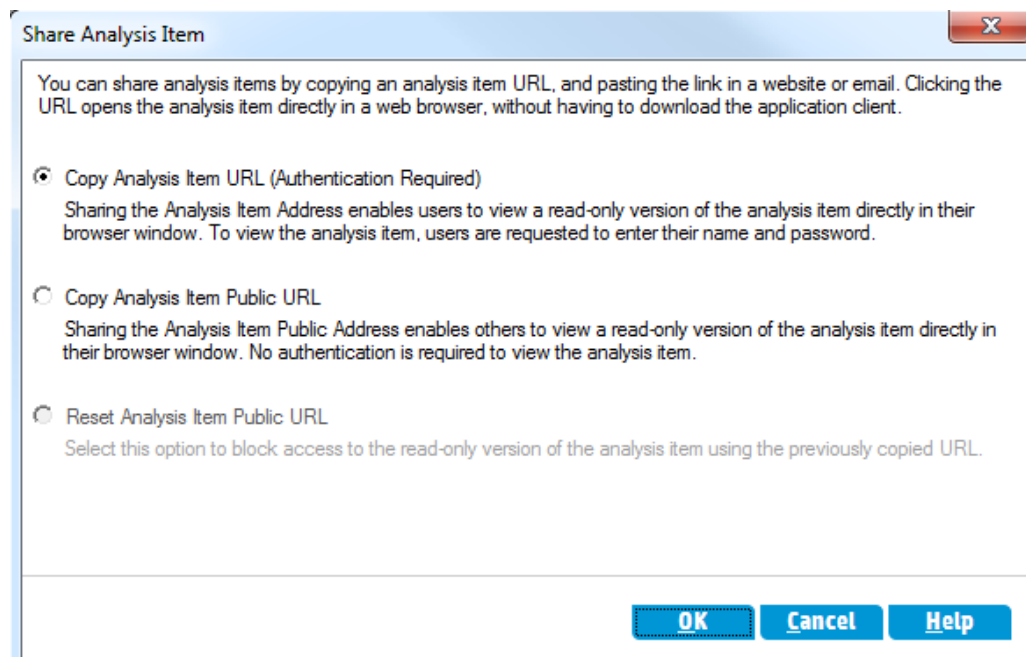 Share Analysis Item
You can share analysis items by copying an analysis item URL, and pasting the link in a website or email. Clicking the
URL opens the analysis item directly in a web browser, without having to download the application client.
Copy Analysis Item URL (Authentication Required)
Sharing the Analysis Item Address enables users to view a read-only version of the analysis item directly in their
browser window. To view the analysis item, users are requested to enter their name and password.
Copy Analysis Item Public URL
Sharing the Analysis Item Public Address enables others to view a read-only version of the analysis item directly in
their browser window. No authentication is required to view the analysis item.
Reset Analysis Item Public URL
Select this option to block access to the read-only version of the analysis item using the previously copied URL.
OK Cancel Help